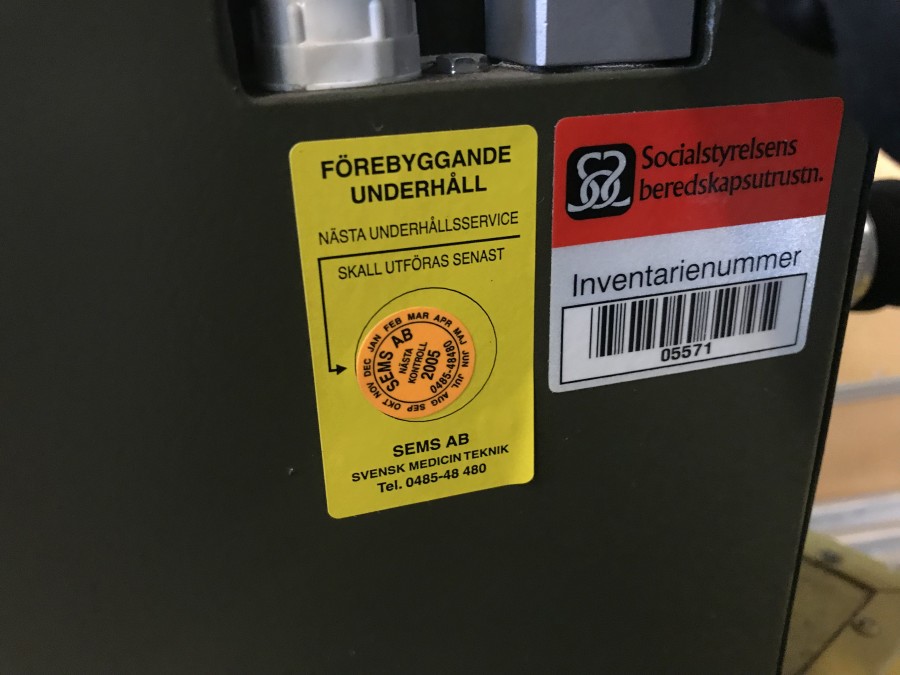 FÖREBYGGANDE
UNDERHÅLL
NÄSTA UNDERHÅLLSSERVICE
SKALL UTFÖRAS SENAST
JAN FEB MAR APR MAJ JUN JUL AUG SEP OKT NOV DEC
SEMS AB
NÄSTA
KONTROLL
2005
0485-48480
SEMS AB
SVENSK MEDICIN TEKNIK
Tel. 0485-48 480
Socialstyrelsens
beredskapsutrustn.
Inventarienummer
05571